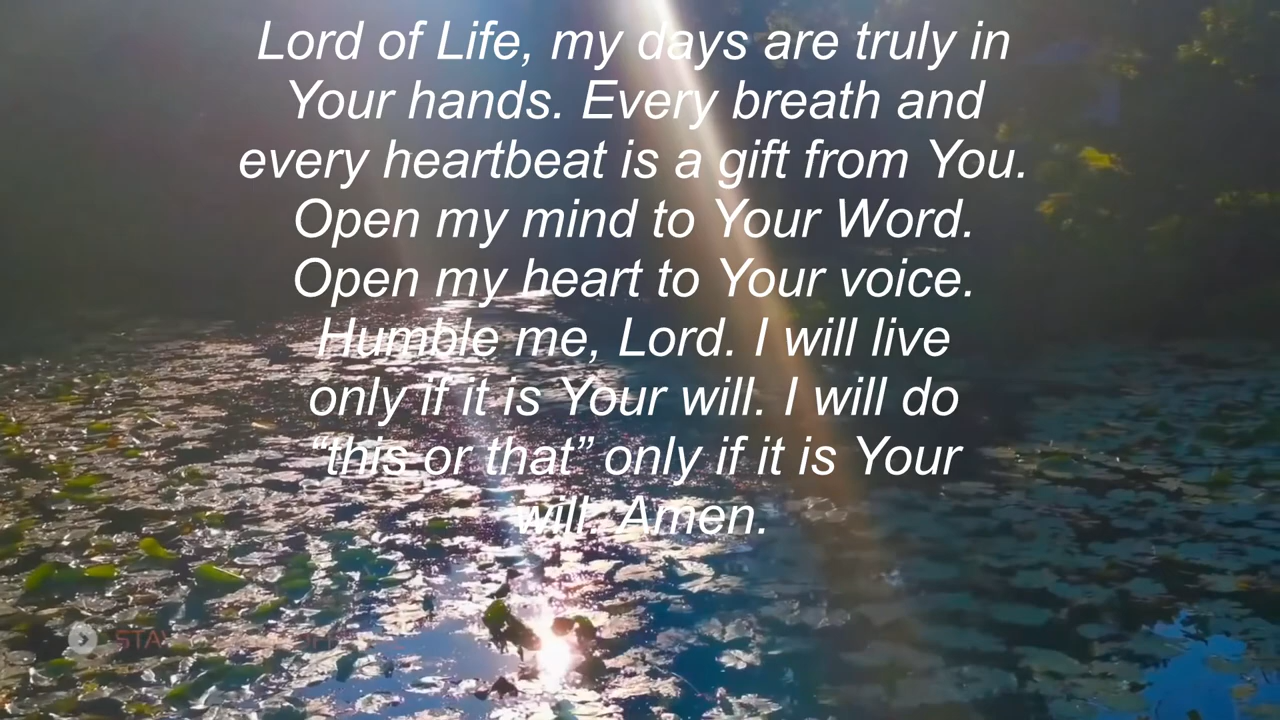 Lord of Life, my days are truly in
Your hands. Every breath and
every heartbeat is a gift from You.
Open my mind to Your Word.
Open my heart to Your voice.
Humble me, Lord. I will live
only if it is Your will. I will do
“this or that” only if it is Your
will. Amen.